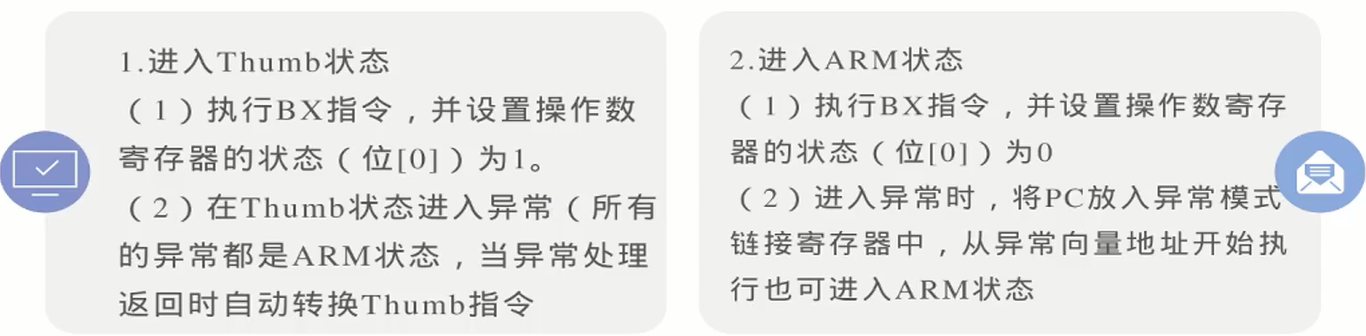 1.进入Thumb状态
（1）执行BX指令，并设置操作数
寄存器的状态（位[0]）为1。
（2）在Thumb状态进入异常（所有
的异常都是ARM状态，当异常处理
返回时自动转换Thumb指令
2.进入ARM状态
（1）执行BX指令，并设置操作数寄存
器的状态（位[0]）为0
（2）进入异常时，将PC放入异常模式
链接寄存器中，从异常向量地址开始执
行也可进入ARM状态